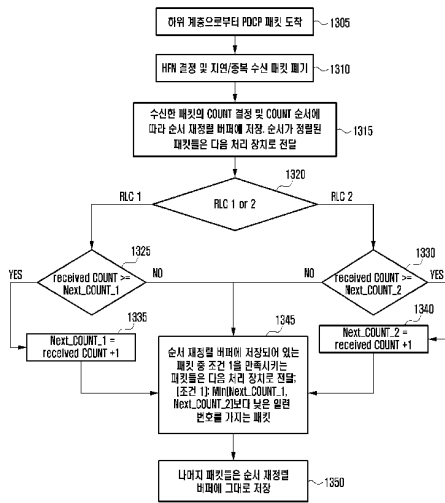 하위 계층으로부터 PDCP 패킷 도착
1305
HFN 결정 및 지연/중복 수신 패킷 폐기
1310
수신한 패킷의 COUNT 결정 및 COUNT 순서에
따라 순서 재정렬 버퍼에 저장. 순서가 정렬된
패킷들은 다음 처리 장치로 전달
1315
1320
RLC 1 or 2
RLC 1
RLC 2
1325
received COUNT >=
Next_COUNT_1
YES
NO
1330
received COUNT >=
Next_COUNT_2
NO
YES
1335
Next_COUNT_1 =
received COUNT +1
1340
Next_COUNT_2 =
received COUNT +1
1345
순서 재정렬 버퍼에 저장되어 있는
패킷 중 조건 1을 만족시키는
패킷들은 다음 처리 장치로 전달;
[조건 1]: Min[Next_COUNT_1,
Next_COUNT_2]보다 낮은 일련
번호를 가지는 패킷
나머지 패킷들은 순서 재정렬
버퍼에 그대로 저장
1350